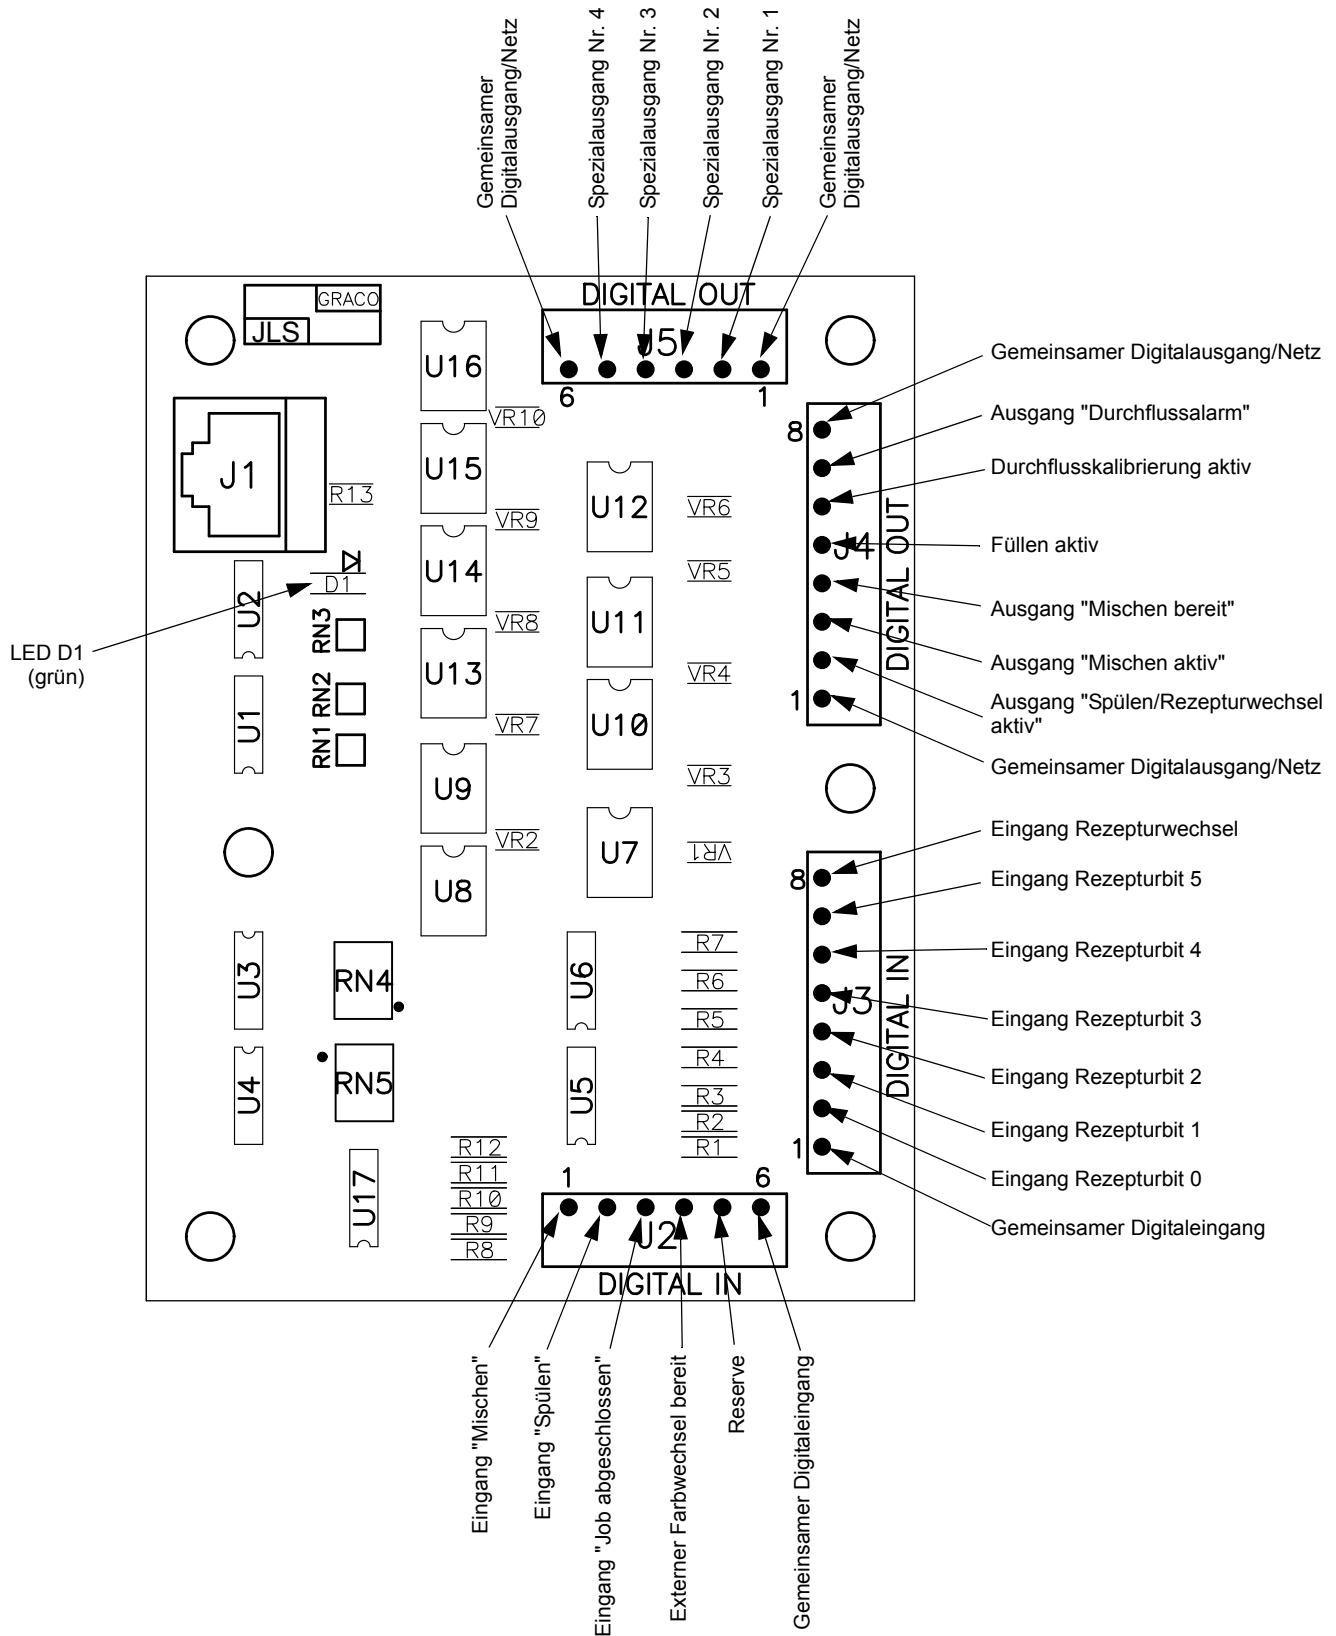 Gemeinsamer
Digitalausgang/Netz
Spezialausgang Nr. 4
Spezialausgang Nr. 3
Spezialausgang Nr. 2
Spezialausgang Nr. 1
Gemeinsamer
Digitalausgang/Netz
GRACO
JLS
DIGITAL OUT
J5
6
1
J1
R13
D1
LED D1
(grün)
U2
U1
RN3
RN2
RN1
U16
VR10
U15
VR9
U14
VR8
U13
VR7
U9
VR2
U8
U12
VR6
VR5
U11
VR4
U10
VR3
U7
VR1
8
J4
DIGITAL OUT
1
Gemeinsamer Digitalausgang/Netz
Ausgang "Durchflussalarm"
Durchflusskalibrierung aktiv
Füllen aktiv
Ausgang "Mischen bereit"
Ausgang "Mischen aktiv"
Ausgang "Spülen/Rezepturwechsel
aktiv"
Gemeinsamer Digitalausgang/Netz
8
J3
DIGITAL IN
1
Eingang Rezepturwechsel
Eingang Rezepturbit 5
Eingang Rezepturbit 4
Eingang Rezepturbit 3
Eingang Rezepturbit 2
Eingang Rezepturbit 1
Eingang Rezepturbit 0
Gemeinsamer Digitaleingang
U3
U4
RN4
RN5
U17
U6
U5
R7
R6
R5
R4
R3
R2
R1
R12
R11
R10
R9
R8
1
6
J2
DIGITAL IN
Eingang "Mischen"
Eingang "Spülen"
Eingang "Job abgeschlossen"
Externer Farbwechsel bereit
Reserve
Gemeinsamer Digitaleingang